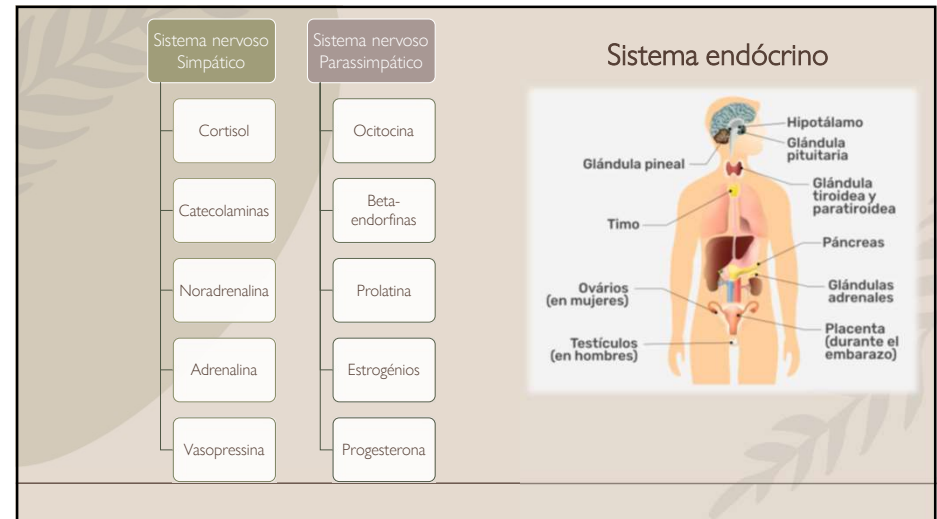 Sistema nervoso
Simpático
Cortisol
Catecolaminas
Noradrenalina
Adrenalina
Vasopressina
Sistema nervoso
Parassimpático
Ocitocina
Beta-
endorfinas
Prolatina
Estrogénios
Progesterona
Sistema endócrino
Hipotálamo
Glándula
pituitaria
Glándula pineal
Glándula
tiroidea y
paratiroidea
Timo
Páncreas
Ovários
(en mujeres)
Glándulas
adrenales
Testículos
(en hombres)
Placenta
(durante el
embarazo)